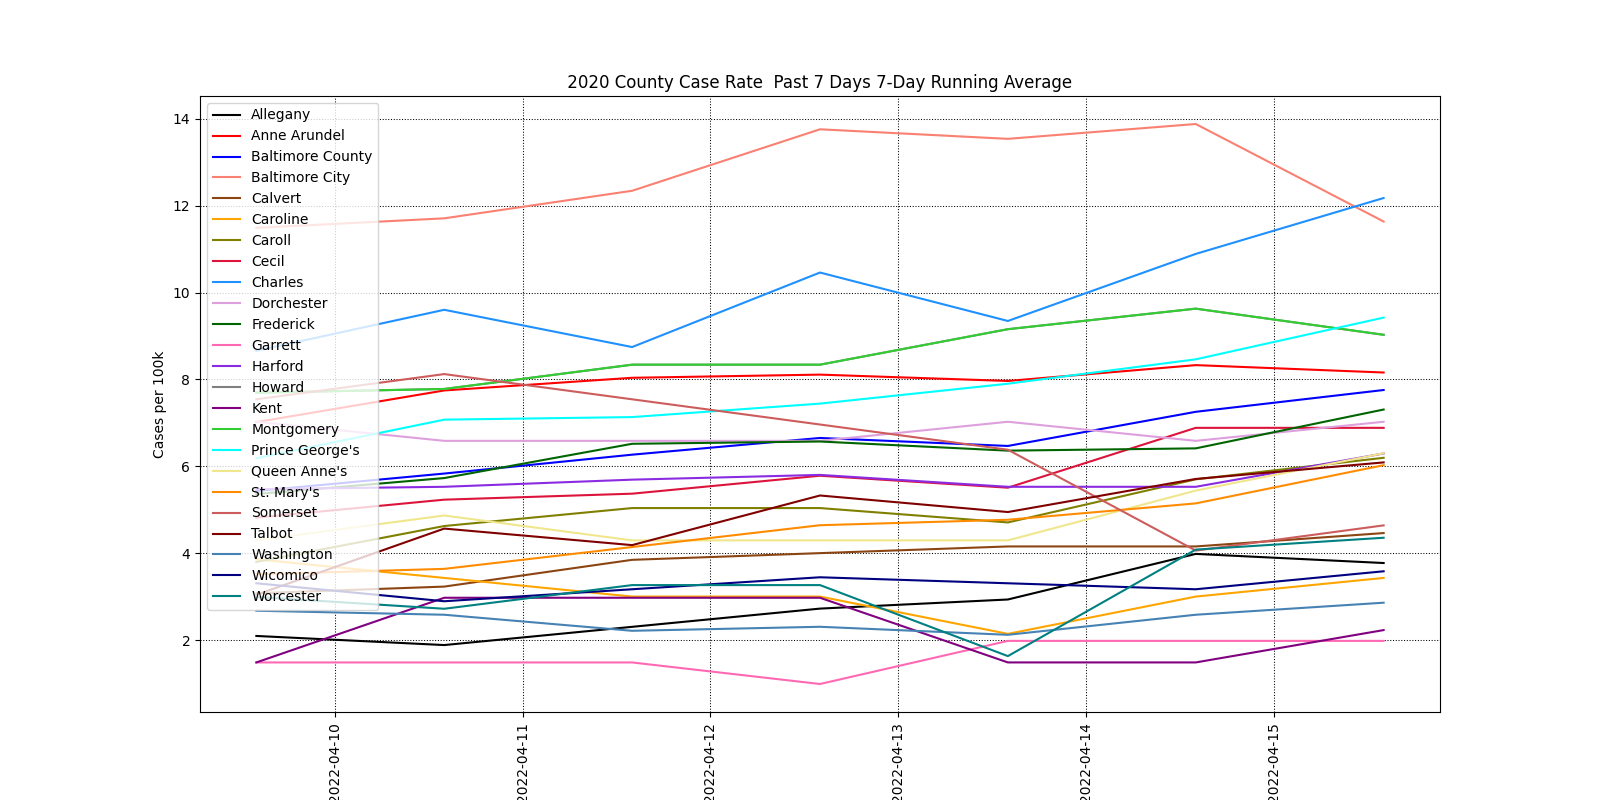 2020 County Case Rate  Past 7 Days 7-Day Running Average
Cases per 100k
14
12
10
8
6
4
2
Allegany
Anne Arundel
Baltimore County
Baltimore City
Calvert
Caroline
Caroll
Cecil
Charles
Dorchester
Frederick
Garrett
Harford
Howard
Kent
Montgomery
Prince George's
Queen Anne's
St. Mary's
Somerset
Talbot
Washington
Wicomico
Worcester
2022-04-10
2022-04-11
2022-04-12
2022-04-13
2022-04-14
2022-04-15